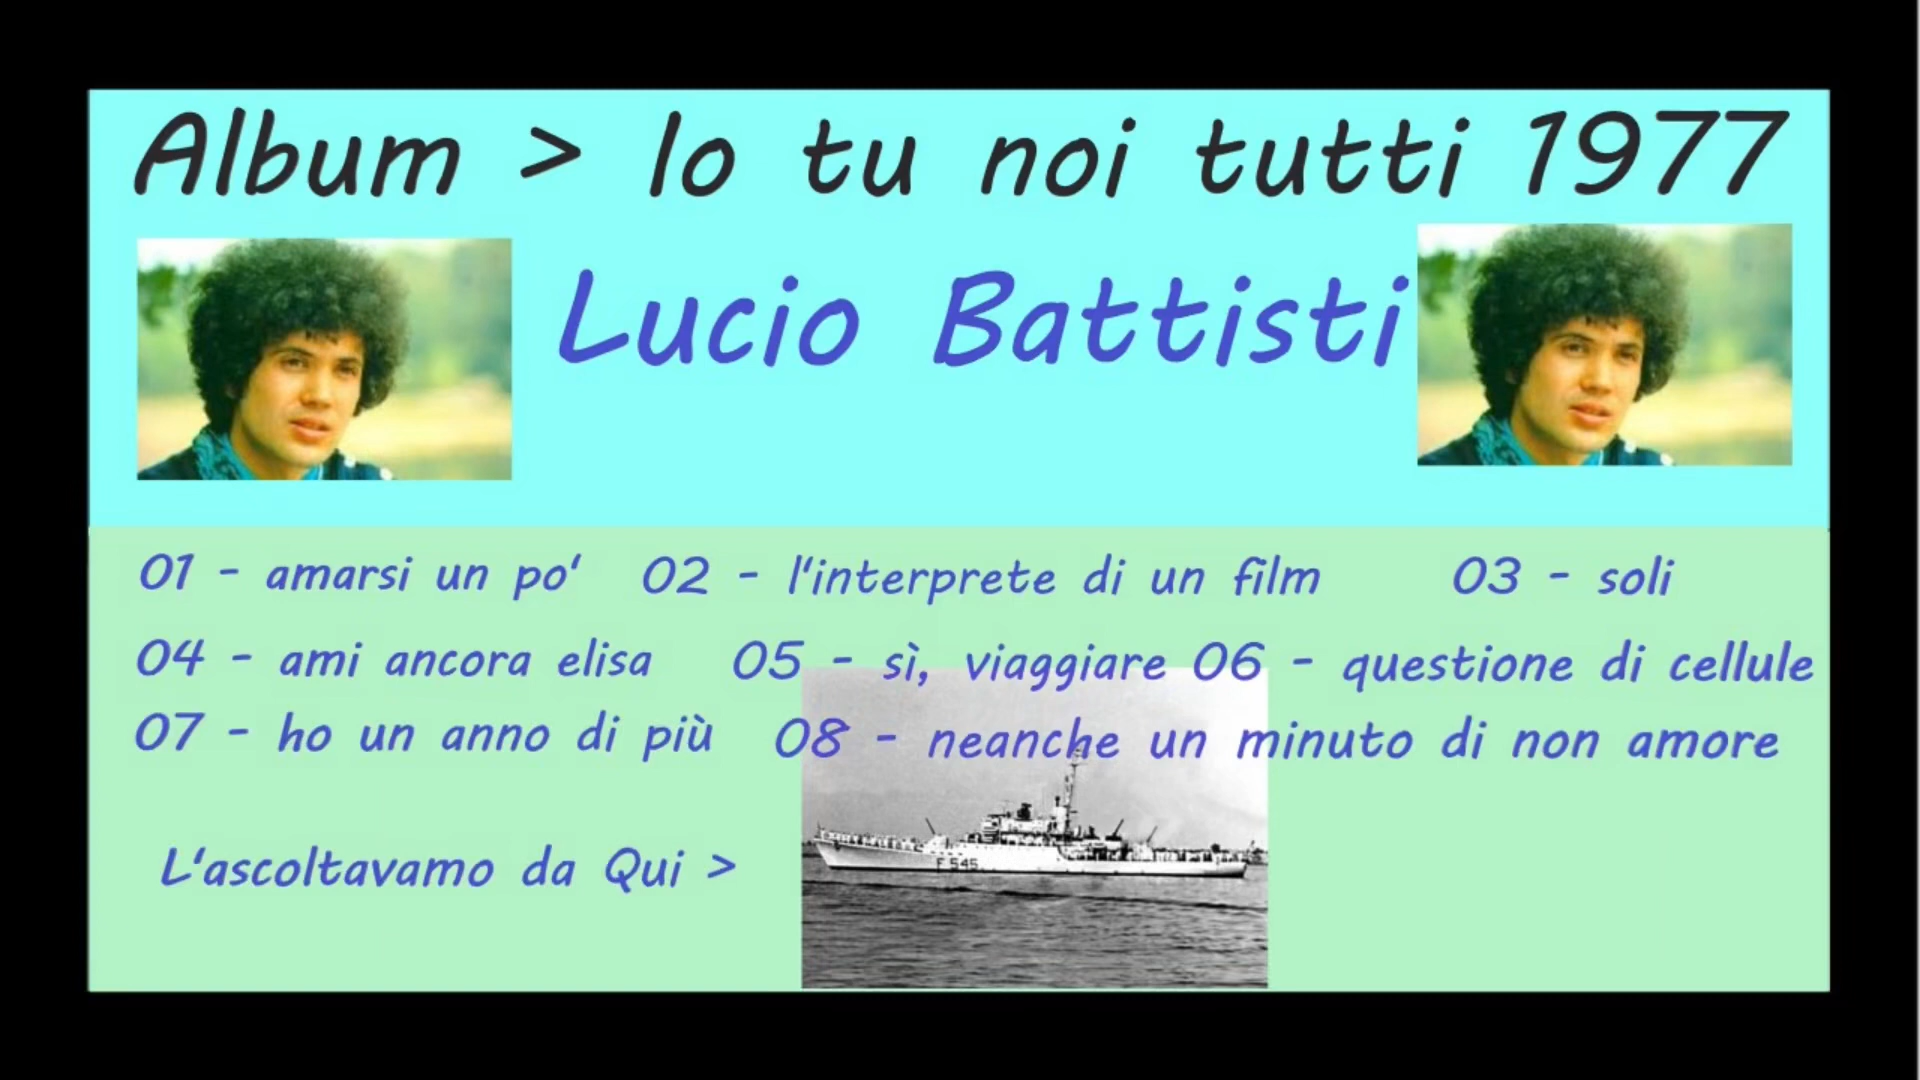 Album > Io tu noi tutti 1977
Lucio Battisti
01 - amarsi un po' 02 - l'interprete di un film 03 - soli
04 - ami ancora elisa 05 - sì, viaggiare 06 - questione di cellule
07 - ho un anno di più 08 - neanche un minuto di non amore
L'ascoltavamo da Qui >
F 545